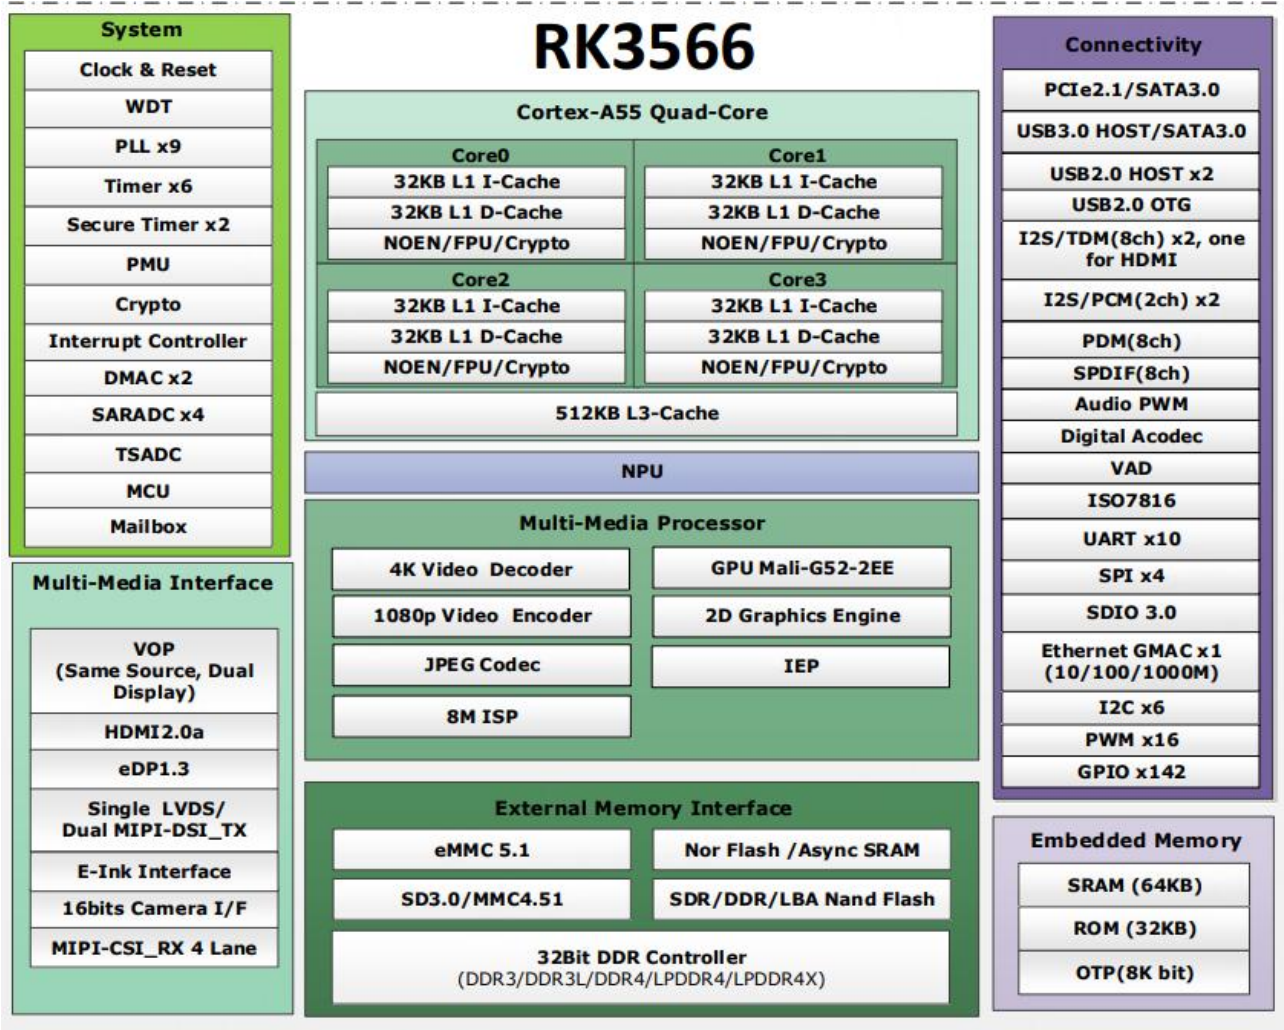 RK3566
System
Clock & Reset
WDT
PLL x9
Timer x6
Secure Timer x2
PMU
Crypto
Interrupt Controller
DMAC x2
SARADC x4
TSADC
MCU
Mailbox
Multi-Media Interface
VOP
(Same Source, Dual
Display)
HDMI2.0a
eDP1.3
Single LVDS/
Dual MIPI-DSI_TX
E-Ink Interface
16bits Camera I/F
MIPI-CSI_RX 4 Lane
Cortex-A55 Quad-Core
Core0
32KB L1 I-Cache
32KB L1 D-Cache
NOEN/FPU/Crypto
Core1
32KB L1 I-Cache
32KB L1 D-Cache
NOEN/FPU/Crypto
Core2
32KB L1 I-Cache
32KB L1 D-Cache
NOEN/FPU/Crypto
Core3
32KB L1 I-Cache
32KB L1 D-Cache
NOEN/FPU/Crypto
512KB L3-Cache
NPU
Multi-Media Processor
4K Video Decoder
1080p Video Encoder
JPEG Codec
8M ISP
GPU Mali-G52-2EE
2D Graphics Engine
IEP
External Memory Interface
eMMC 5.1
Nor Flash /Async SRAM
SD3.0/MMC4.51
SDR/DDR/LBA Nand Flash
32Bit DDR Controller
(DDR3/DDR3L/DDR4/LPDDR4/LPDDR4X)
Connectivity
PCIe2.1/SATA3.0
USB3.0 HOST/SATA3.0
USB2.0 HOST x2
USB2.0 OTG
I2S/TDM(8ch) x2, one
for HDMI
I2S/PCM(2ch) x2
PDM(8ch)
SPDIF(8ch)
Audio PWM
Digital Acodec
VAD
ISO7816
UART x10
SPI x4
SDIO 3.0
Ethernet GMAC x1
(10/100/1000M)
I2C x6
PWM x16
GPIO x142
Embedded Memory
SRAM (64KB)
ROM (32KB)
OTP(8K bit)